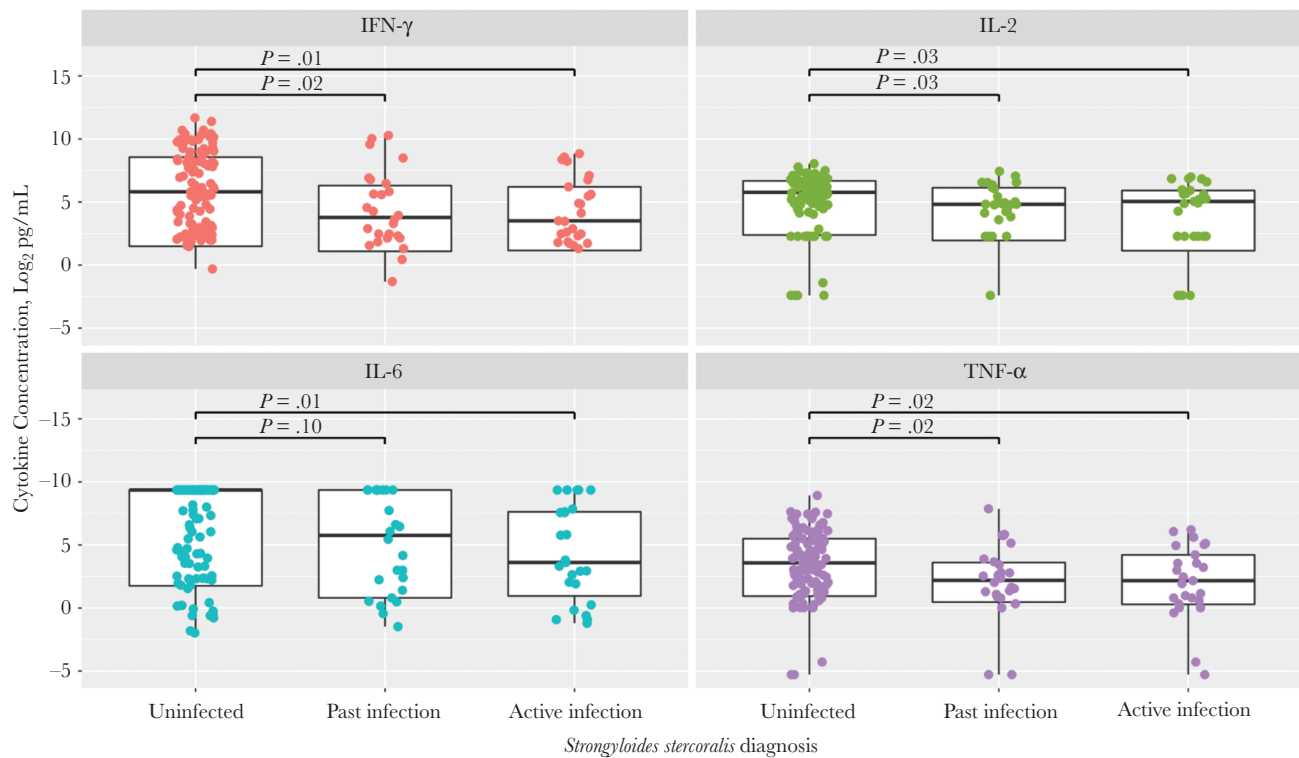 IFN-γ
IL-2
P = .01
P = .02
P = .03
P = .03
15
10
5
0
−5
IL-6
TNF-α
P = .01
P = .10
P = .02
P = .02
−15
−10
5
0
−5
Cytokine Concentration, Log₂ pg/mL
Uninfected Past infection Active infection
Uninfected Past infection Active infection
Strongyloides stercoralis diagnosis